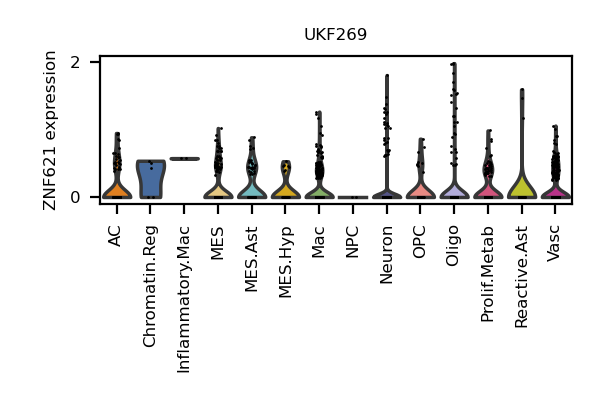 UKF269
ZNF621 expression
2
0
AC
Chromatin.Reg
Inflammatory.Mac
MES
MES.Ast
MES.Hyp
Mac
NPC
Neuron
OPC
Oligo
Prolif.Metab
Reactive.Ast
Vasc